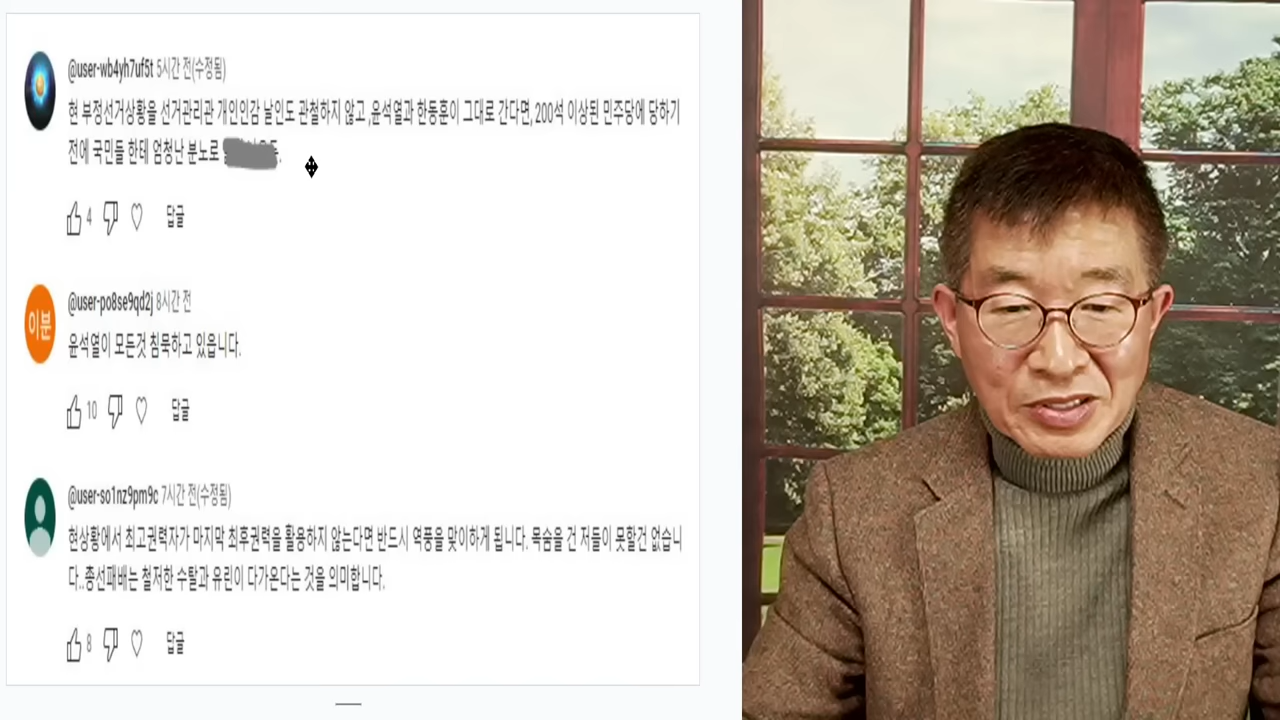 @user-wb4yh7uf5t 5시간 전(수정됨)
현 부정선거상황을 선거관리관 개인인감 날인도 관철하지 않고 ,윤석열과 한동훈이 그대로 간다면, 200석 이상된 민주당에 당하기
전에 국민들 한테 엄청난 분노로
4 답글
이분
@user-po8se9qd2j 8시간 전
윤석열이 모든것 침묵하고 있읍니다.
10 답글
@user-so1nz9pm9c 7시간 전(수정됨)
현상황에서 최고권력자가 마지막 최후권력을 활용하지 않는다면 반드시 역풍을 맞이하게 됩니다. 목숨을 건 저들이 못할건 없습니
다..총선패배는 철저한 수탈과 유린이 다가온다는 것을 의미합니다.
8 답글